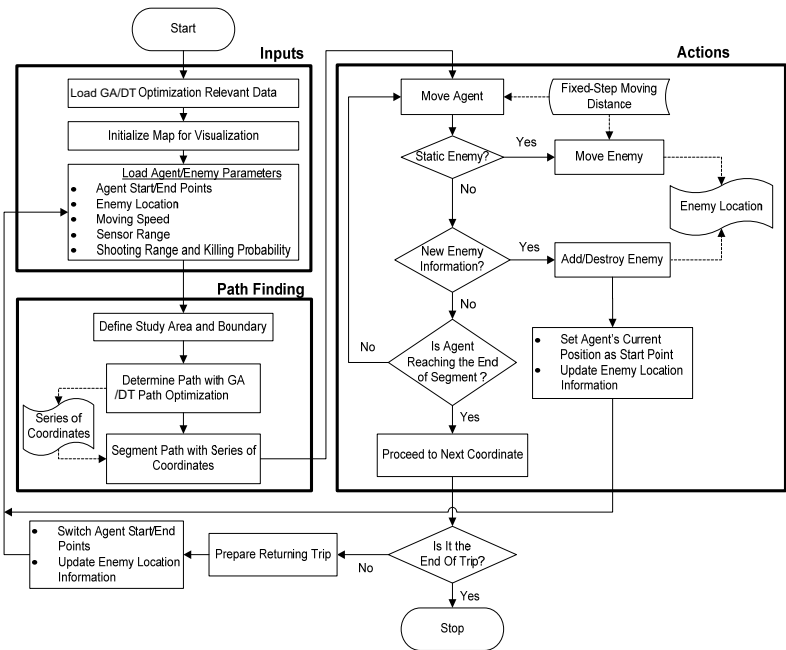 Start
Inputs
Load GA/DT Optimization Relevant Data
Initialize Map for Visualization
Load Agent/Enemy Parameters
• Agent Start/End Points
• Enemy Location
• Moving Speed
• Sensor Range
• Shooting Range and Killing Probability
Path Finding
Define Study Area and Boundary
Determine Path with GA
/DT Path Optimization
Series of
Coordinates
Segment Path with Series of
Coordinates
Actions
Move Agent
Fixed-Step Moving
Distance
Static Enemy?
Yes
Move Enemy
No
Enemy Location
New Enemy
Information?
Yes
Add/Destroy Enemy
No
Is Agent
Reaching the End
of Segment ?
No
• Set Agent's Current
Position as Start Point
• Update Enemy Location
Information
Yes
Proceed to Next Coordinate
Is It the
End Of Trip?
No
Prepare Returning Trip
• Switch Agent Start/End
Points
• Update Enemy Location
Information
Yes
Stop